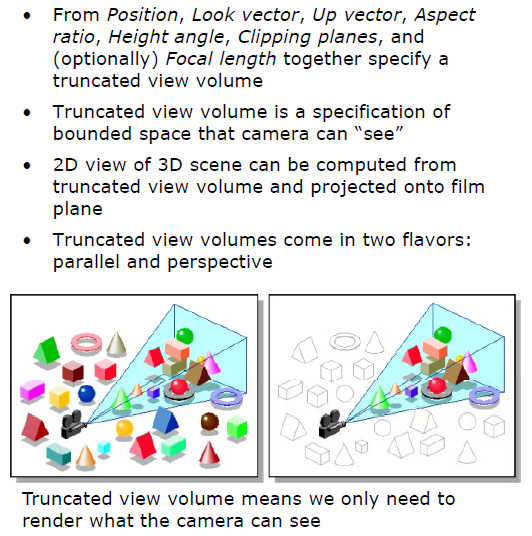 • From Position, Look vector, Up vector, Aspect
ratio, Height angle, Clipping planes, and
(optionally) Focal length together specify a
truncated view volume
• Truncated view volume is a specification of
bounded space that camera can “see”
• 2D view of 3D scene can be computed from
truncated view volume and projected onto film
plane
• Truncated view volumes come in two flavors:
parallel and perspective
Truncated view volume means we only need to
render what the camera can see